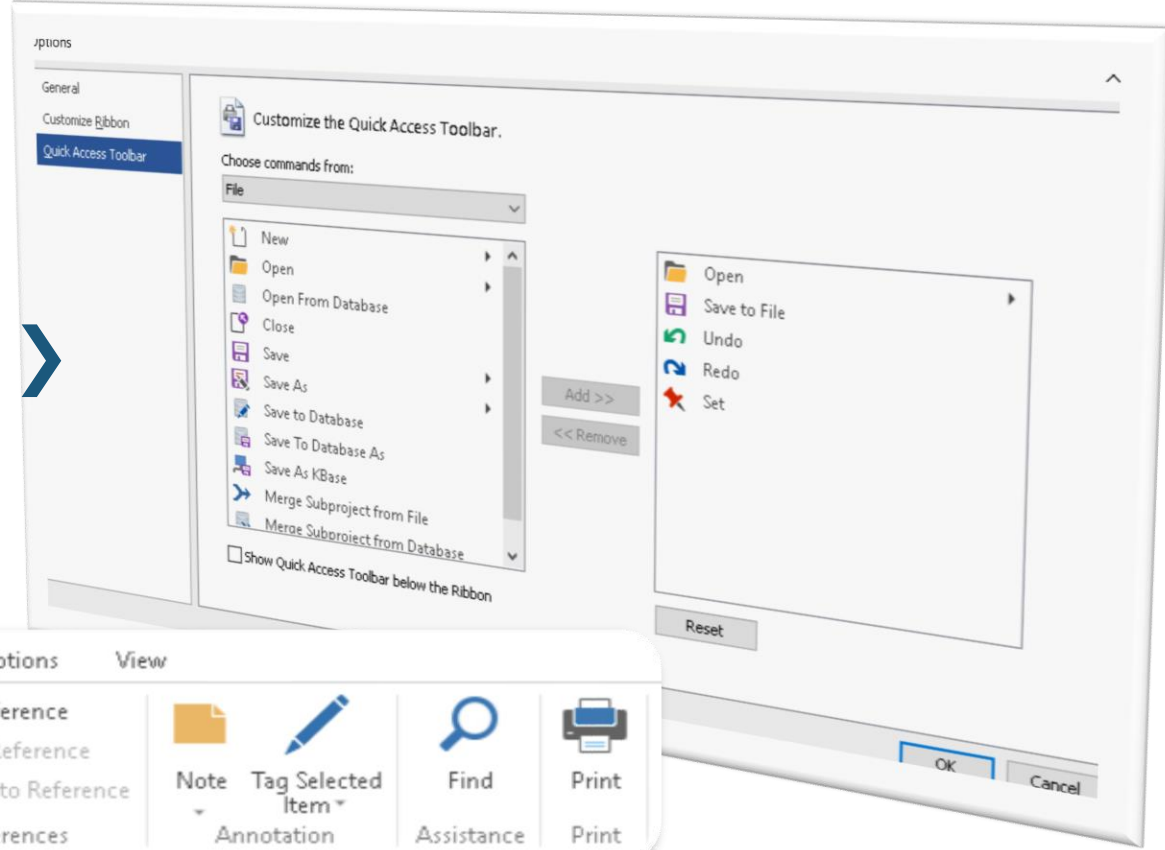 Options
General
Customize Ribbon
Quick Access Toolbar
Customize the Quick Access Toolbar.
Choose commands from:
File
New
Open
Open From Database
Close
Save
Save As
Save to Database
Save To Database As
Save As KBase
Merge Subproject from File
Merge Subproject from Database
Show Quick Access Toolbar below the Ribbon
Add >>
<< Remove
Open
Save to File
Undo
Redo
Set
Reset
OK
Cancel
ptions View
erence
eference
to Reference
rences
Note
Tag Selected
Item
Annotation
Find
Assistance
Print
Print